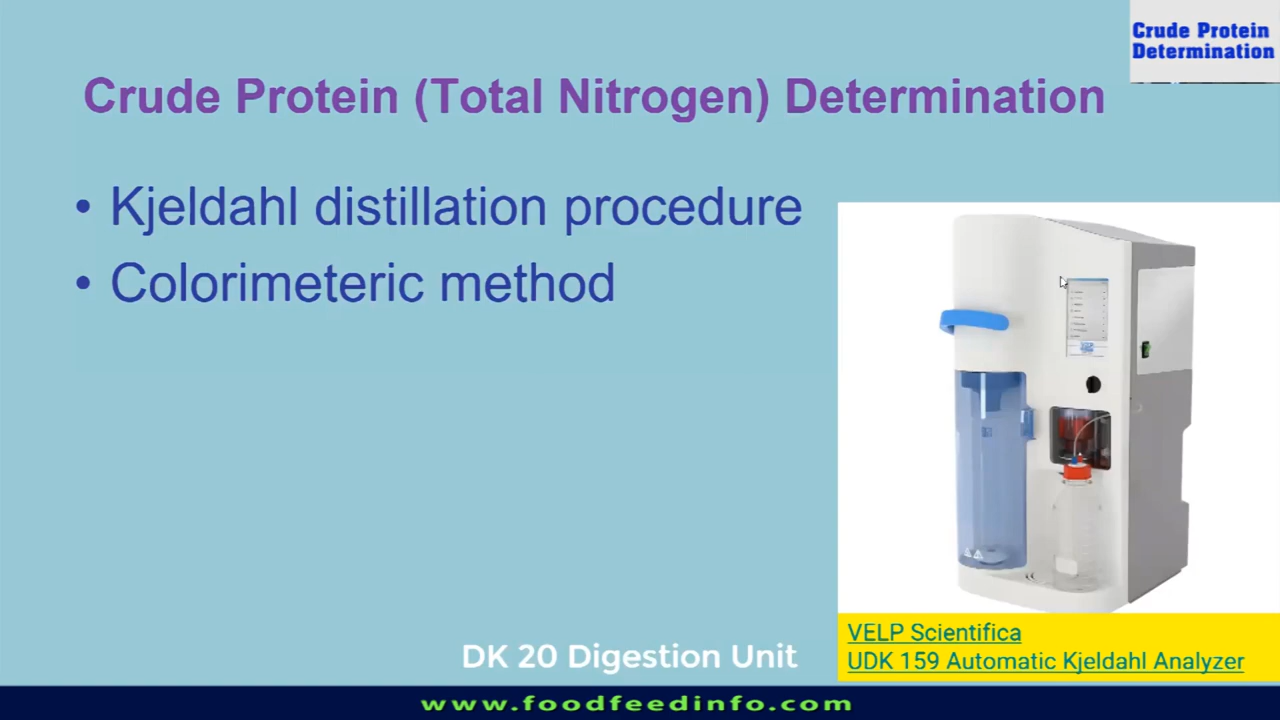 Crude Protein
Determination
Crude Protein (Total Nitrogen) Determination
• Kjeldahl distillation procedure
• Colorimeteric method
DK 20 Digestion Unit
VELP Scientifica
UDK 159 Automatic Kjeldahl Analyzer
www.foodfeedinfo.com